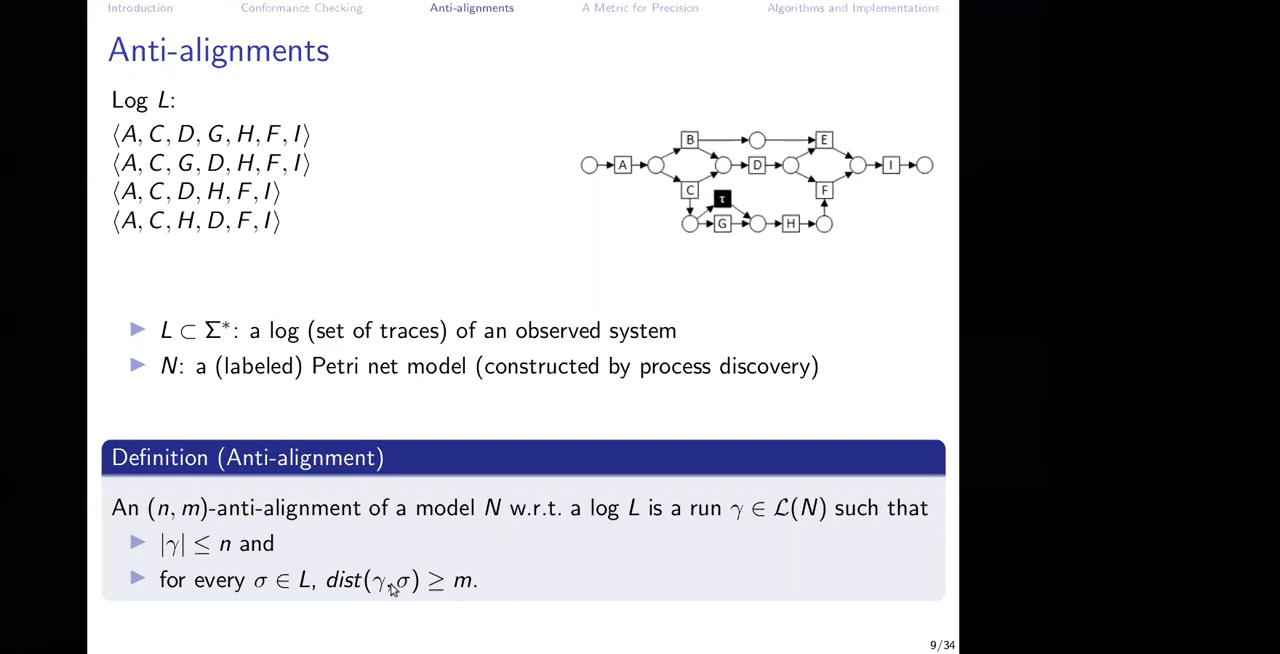 Introduction Conformance Checking Anti-alignments A Metric for Precision Algorithms and Implementations
Anti-alignments
Log L:
⟨A, C, D, G, H, F, I⟩
⟨A, C, G, D, H, F, I⟩
⟨A, C, D, H, F, I⟩
⟨A, C, H, D, F, I⟩
B E
A D I
C F
τ
G H
▶ L ⊂ Σ*: a log (set of traces) of an observed system
▶ N: a (labeled) Petri net model (constructed by process discovery)
Definition (Anti-alignment)
An (n, m)-anti-alignment of a model N w.r.t. a log L is a run γ ∈ ℒ(N) such that
▶ |γ| ≤ n and
▶ for every σ ∈ L, dist(γ, σ) ≥ m.
9/34